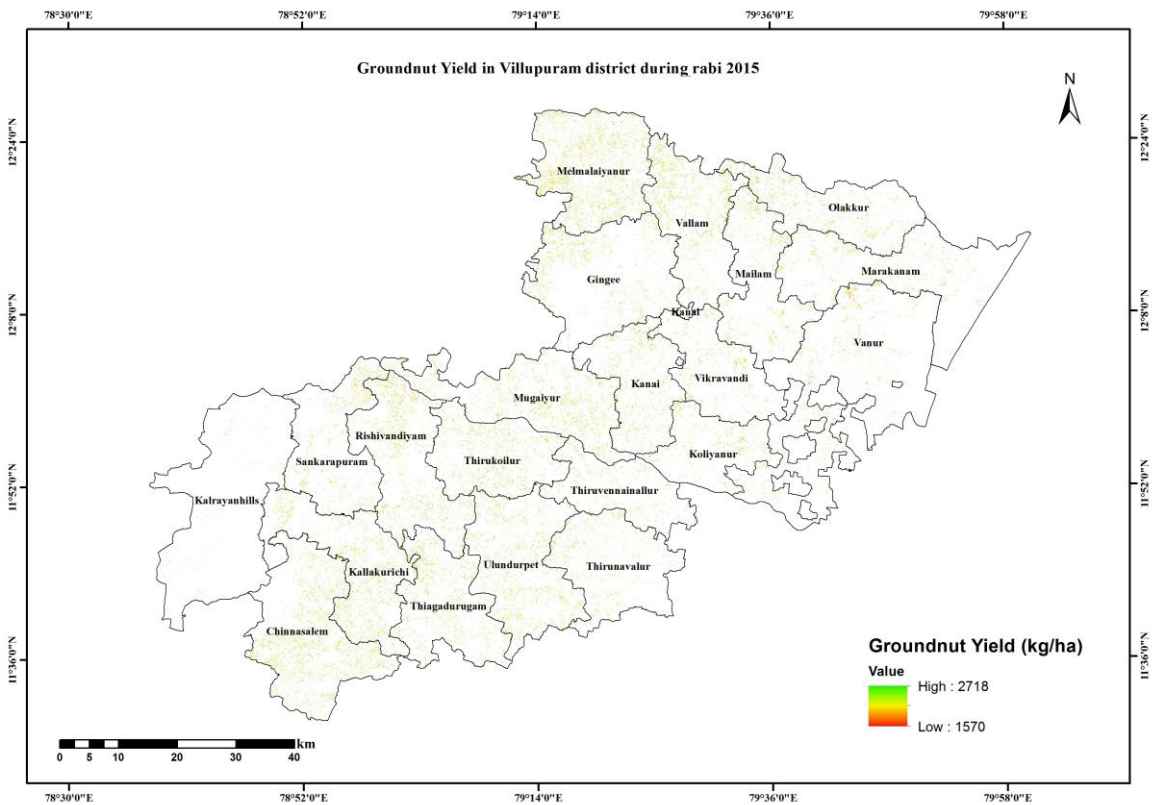 78°30'0"E 78°52'0"E 79°14'0"E 79°36'0"E 79°58'0"E
Groundnut Yield in Villupuram district during rabi 2015
N
12°24'0"N 12°24'0"N
Melmalaiyanur
Olakkur
Vallam
Marakanam
Mailam
Gingee
12°8'0"N Kanai 12°8'0"N
Vanur
Vikravandi
Kanai
Mugaiyur
Rishivandiyam
Koliyanur
Sankarapuram Thirukoilur
11°52'0"N Thiruvennainallur 11°52'0"N
Kalrayanhills
Ulundurpet Thirunavalur
Kallakurichi
Thiagadurugam
Chinnasalem
11°36'0"N 11°36'0"N
Groundnut Yield (kg/ha)
Value
High : 2718
Low : 1570
km
0 5 10 20 30 40
78°30'0"E 78°52'0"E 79°14'0"E 79°36'0"E 79°58'0"E